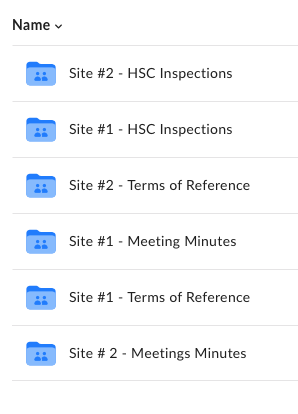 Name
Site #2 - HSC Inspections
Site #1 - HSC Inspections
Site #2 - Terms of Reference
Site #1 - Meeting Minutes
Site #1 - Terms of Reference
Site # 2 - Meetings Minutes